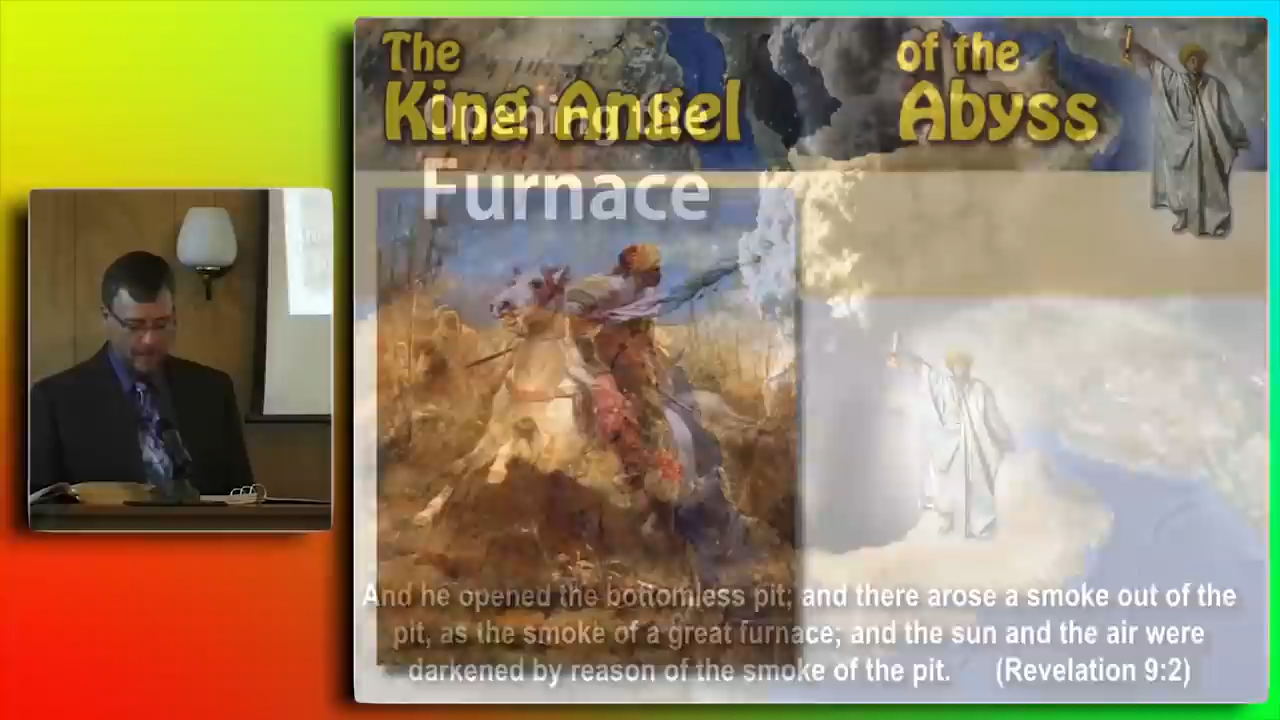 The
King Angel
of the
Abyss
Opening the
Furnace
And he opened the bottomless pit; and there arose a smoke out of the
pit, as the smoke of a great furnace; and the sun and the air were
darkened by reason of the smoke of the pit. (Revelation 9:2)